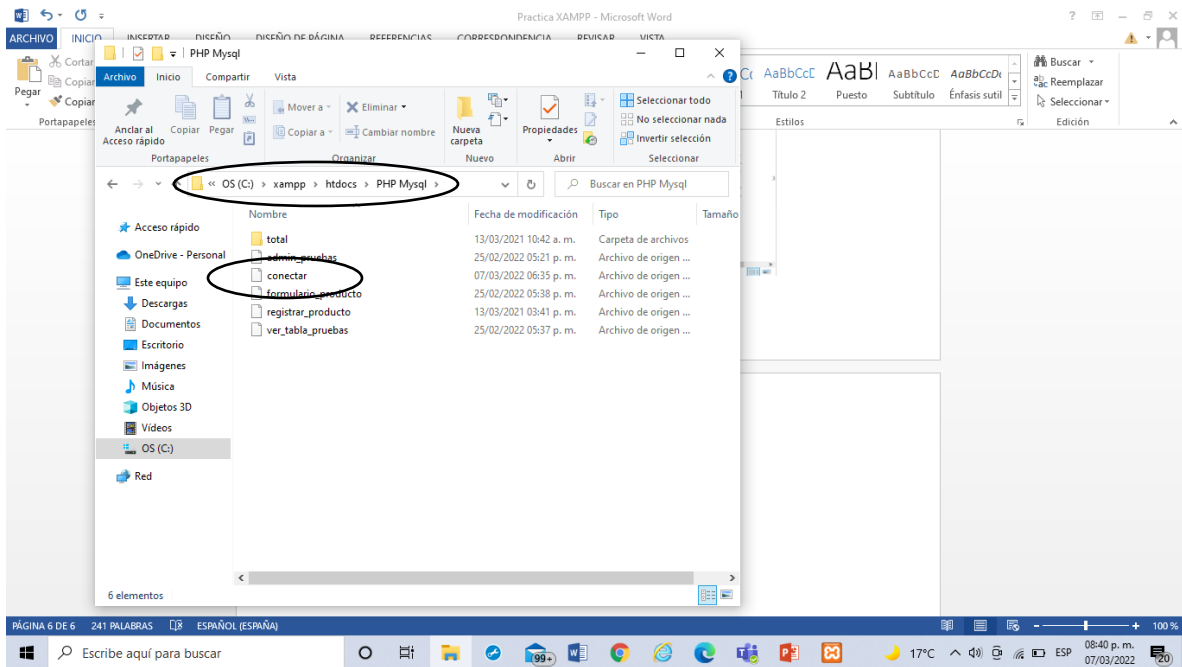 Practica XAMPP - Microsoft Word
ARCHIVO INICIO INSERTAR DISEÑO DISEÑO DE PÁGINA REFERENCIAS CORRESPONDENCIA REVISAR VISTA
PHP Mysql
Archivo Inicio Compartir Vista
Cortar
Copiar
Pegar
Copiar
Portapapeles
Anclar al Acceso rápido
Copiar
Pegar
Mover a
Copiar a
Eliminar
Cambiar nombre
Nueva carpeta
Propiedades
Seleccionar todo
No seleccionar nada
Invertir selección
Portapapeles Organizar Nuevo Abrir Seleccionar
AaBbCcE AaBl AaBbCcD AaBbCcDc
Título 2 Puesto Subtítulo Énfasis sutil
Estilos
Buscar
Reemplazar
Seleccionar
Edición
« OS (C:) › xampp › htdocs › PHP Mysql ›
Buscar en PHP Mysql
Nombre Fecha de modificación Tipo Tamaño
total 13/03/2021 10:42 a. m. Carpeta de archivos
admin_pruebas 25/02/2022 05:21 p. m. Archivo de origen ...
conectar 07/03/2022 06:35 p. m. Archivo de origen ...
formulario_producto 25/02/2022 05:38 p. m. Archivo de origen ...
registrar_producto 13/03/2021 03:41 p. m. Archivo de origen ...
ver_tabla_pruebas 25/02/2022 05:37 p. m. Archivo de origen ...
Acceso rápido
OneDrive - Personal
Este equipo
Descargas
Documentos
Escritorio
Imágenes
Música
Objetos 3D
Vídeos
OS (C:)
Red
6 elementos
PÁGINA 6 DE 6 241 PALABRAS ESPAÑOL (ESPAÑA) 100 %
Escribe aquí para buscar
99+
17°C ESP
08:40 p. m.
07/03/2022
20